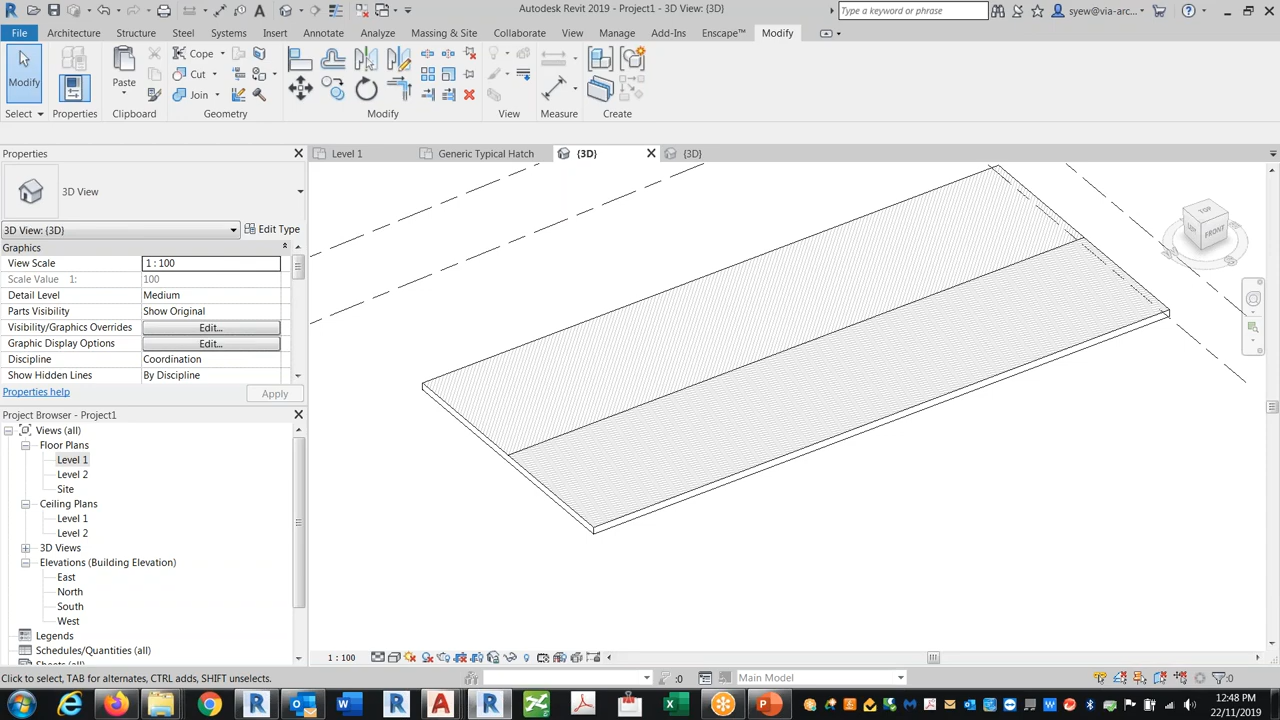 Autodesk Revit 2019 - Project1 - 3D View: {3D}
Type a keyword or phrase
syew@via-arc...
File Architecture Structure Steel Systems Insert Annotate Analyze Massing & Site Collaborate View Manage Add-Ins Enscape™ Modify
Modify
Paste
Cope
Cut
Join
Select Properties Clipboard Geometry Modify View Measure Create
Properties
Level 1 Generic Typical Hatch {3D} {3D}
3D View
3D View: {3D} Edit Type
Graphics
View Scale 1 : 100
Scale Value 1: 100
Detail Level Medium
Parts Visibility Show Original
Visibility/Graphics Overrides Edit...
Graphic Display Options Edit...
Discipline Coordination
Show Hidden Lines By Discipline
Properties help Apply
Project Browser - Project1
Views (all)
Floor Plans
Level 1
Level 2
Site
Ceiling Plans
Level 1
Level 2
3D Views
Elevations (Building Elevation)
East
North
South
West
Legends
Schedules/Quantities (all)
Sheets (all)
TOP
FRONT
1 : 100
Click to select, TAB for alternates, CTRL adds, SHIFT unselects.
:0
Main Model
:0
12:48 PM
22/11/2019